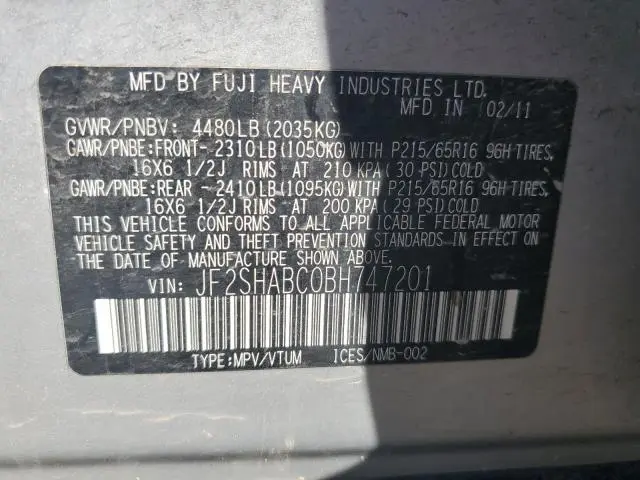 MFD BY FUJI HEAVY INDUSTRIES LTD.
MFD IN 02/11
GVWR/PNBV: 4480LB(2035KG)
GAWR/PNBE:FRONT- 2310LB(1050KG)WITH P215/65R16 96H TIRES,
16X6 1/2J RIMS AT 210 KPA(30 PSI)COLD
GAWR/PNBE:REAR - 2410LB(1095KG)WITH P215/65R16 96H TIRES,
16X6 1/2J RIMS AT 200 KPA(29 PSI)COLD
THIS VEHICLE CONFORMS TO ALL APPLICABLE FEDERAL MOTOR
VEHICLE SAFETY AND THEFT PREVENTION STANDARDS IN EFFECT ON
THE DATE OF MANUFACTURE SHOWN ABOVE.
VIN: JF2SHABC0BH747201
TYPE:MPV/VTUM ICES/NMB-002